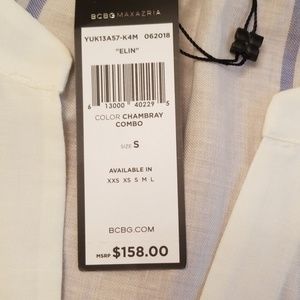 BCBGMAXAZRIA
YUK13A57-K4M 062018
"ELIN"
6 13000 40229 5
COLOR CHAMBRAY
COMBO
SIZE S
AVAILABLE IN
XXS XS S M L
BCBG.COM
MSRP $158.00